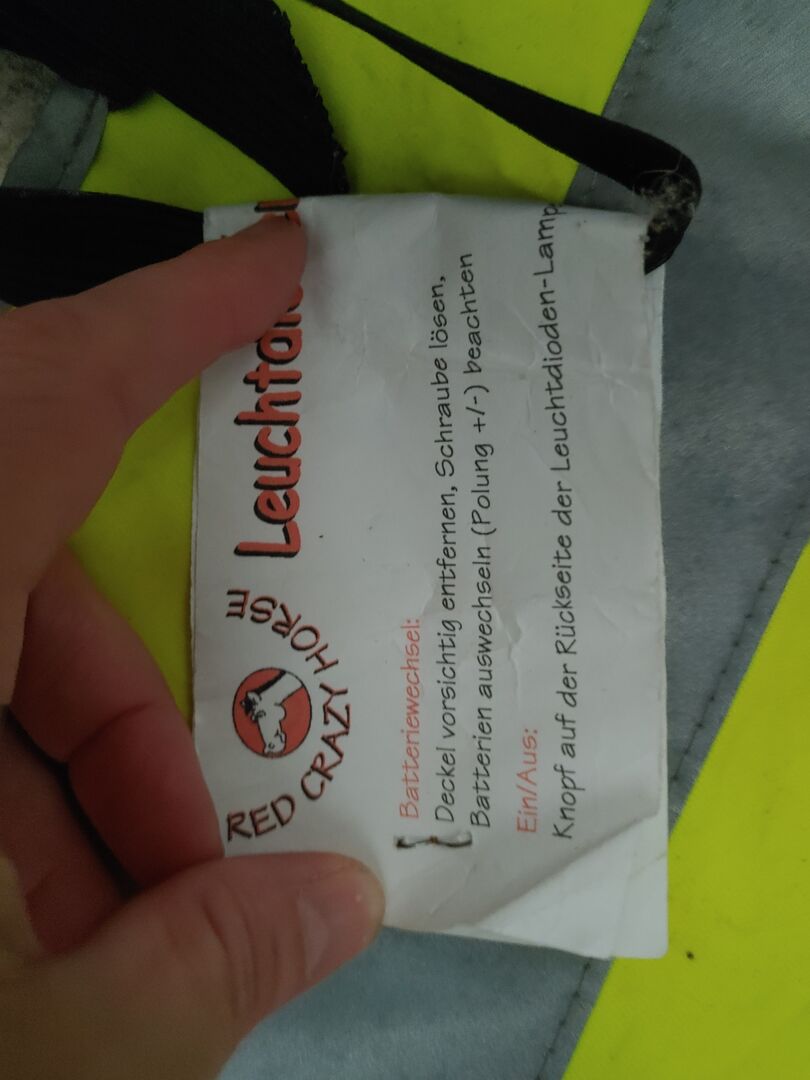 RED CRAZY HORSE
Batteriewechsel:
Deckel vorsichtig entfernen, Schraube lösen,
Batterien auswechseln (Polung +/-) beachten
Ein/Aus:
Knopf auf der Rückseite der Leuchtdioden-Lamp